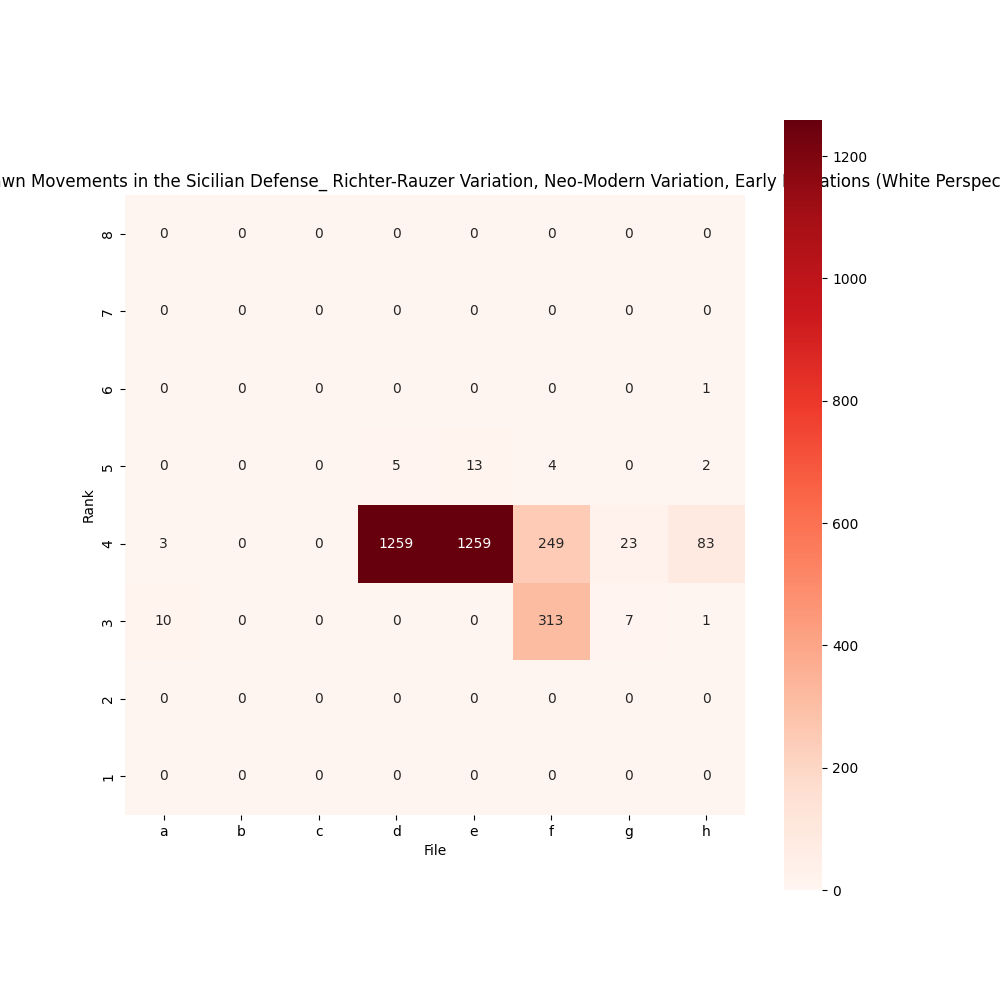 Movements in the Sicilian Defense_ Richter-Rauzer Variation, Neo-Modern Variation, Early (White
8 0 0 0 0 0 0 0 0
7 0 0 0 0 0 0 0 0
6 0 0 0 0 0 0 0 1
5 0 0 0 5 13 4 0 2
4 3 0 0 1259 1259 249 23 83
3 10 0 0 0 0 313 7 1
2 0 0 0 0 0 0 0 0
1 0 0 0 0 0 0 0 0
a b c d e f g h
File
Rank
1200
1000
800
600
400
200
0